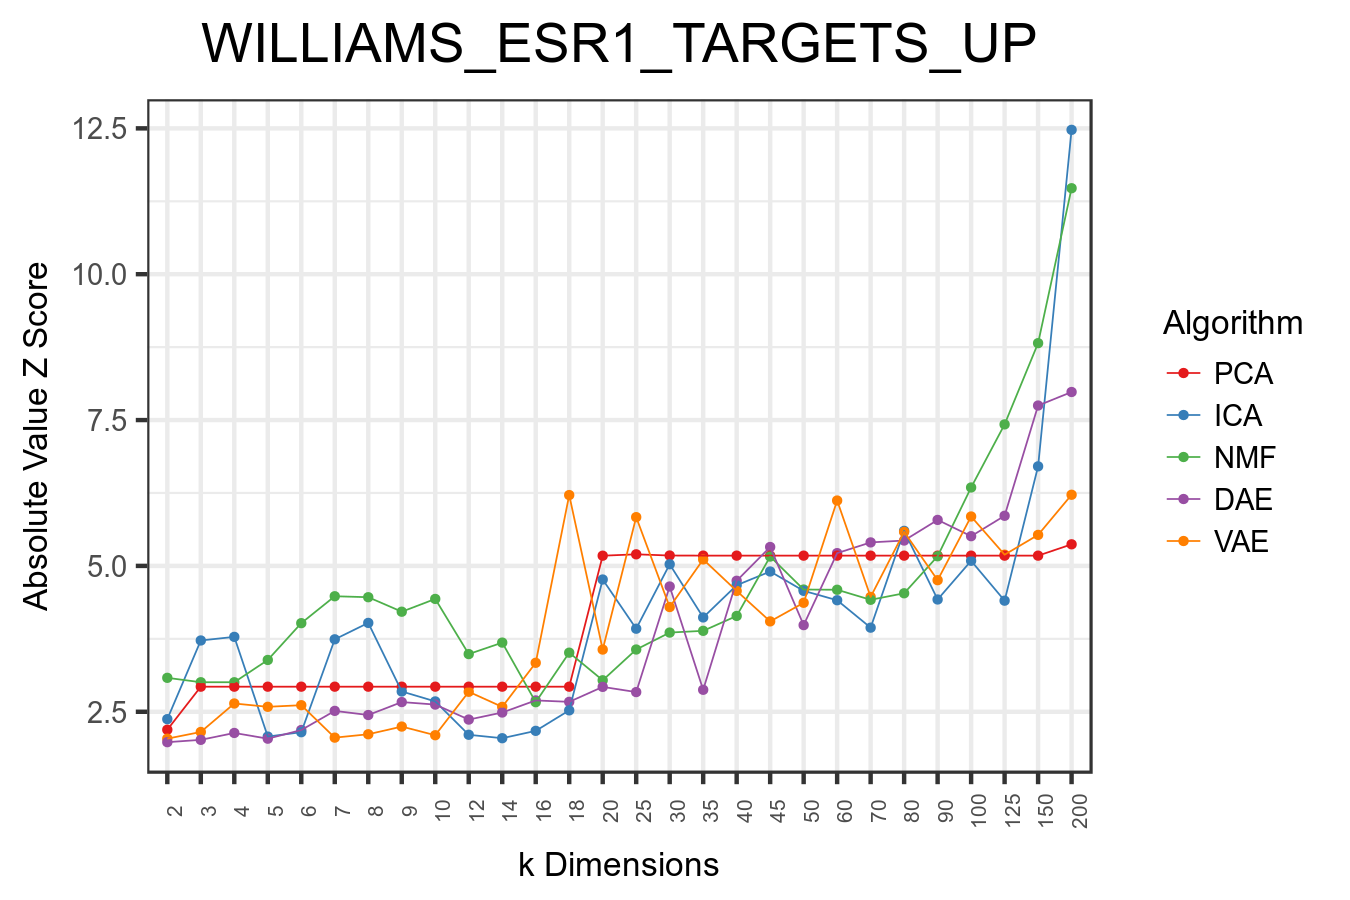 WILLIAMS_ESR1_TARGETS_UP
12.5
10.0
7.5
5.0
2.5
Absolute Value Z Score
2 3 4 5 6 7 8 9 10 12 14 16 18 20 25 30 35 40 45 50 60 70 80 90 100 125 150 200
k Dimensions
Algorithm
PCA
ICA
NMF
DAE
VAE